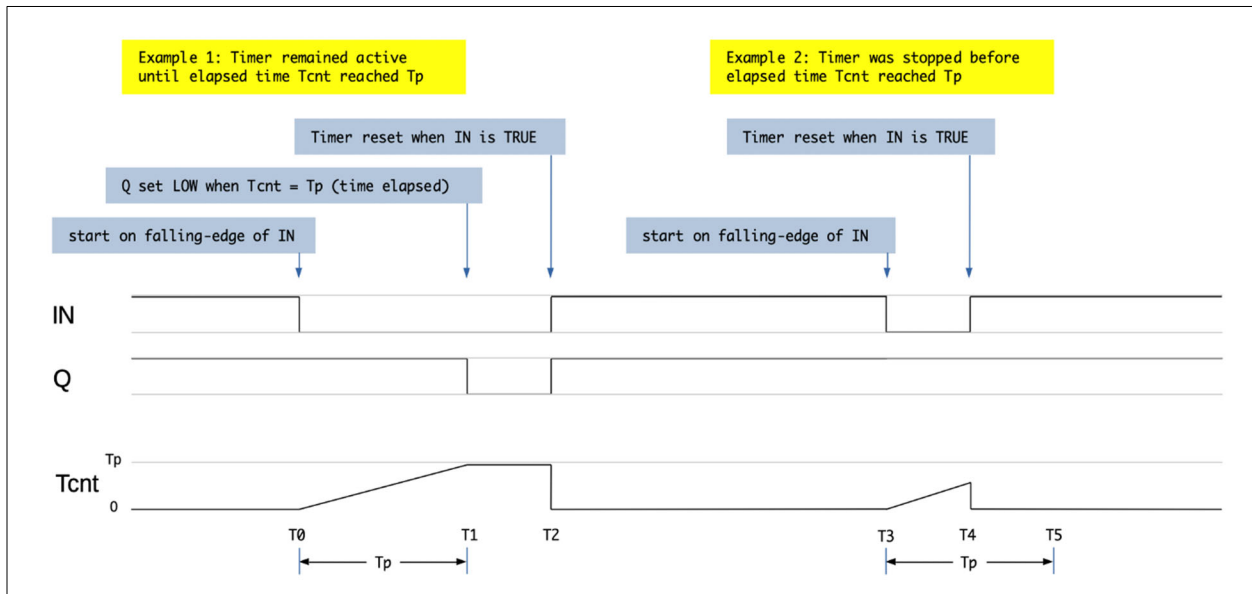 Example 1: Timer remained active
until elapsed time Tcnt reached Tp
Example 2: Timer was stopped before
elapsed time Tcnt reached Tp
Timer reset when IN is TRUE
Timer reset when IN is TRUE
Q set LOW when Tcnt = Tp (time elapsed)
start on falling-edge of IN
start on falling-edge of IN
IN
Q
Tp
Tcnt
0
T0
T1
T2
T3
T4
T5
Tp
Tp